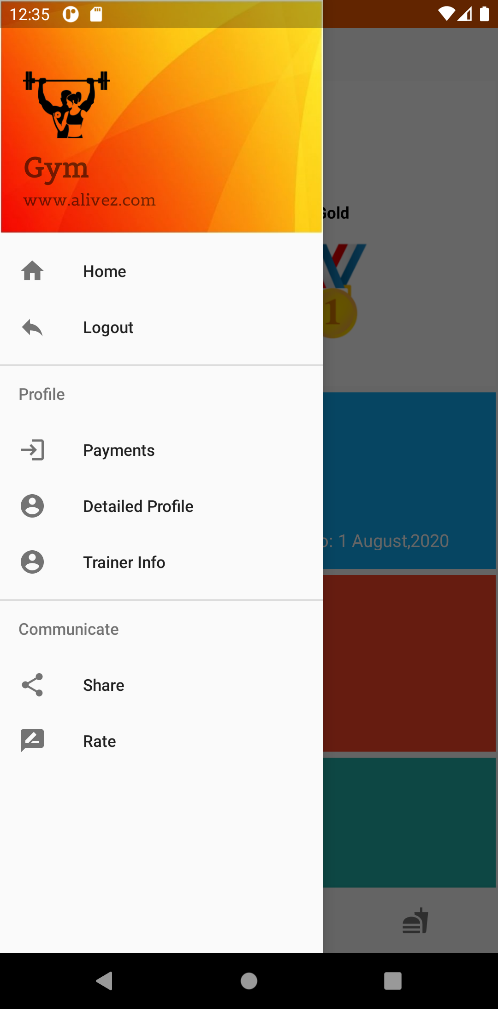 12:35
Gym
www.alivez.com
Gold
1
Home
Logout
Profile
Payments
Detailed Profile
o: 1 August,2020
Trainer Info
Communicate
Share
Rate